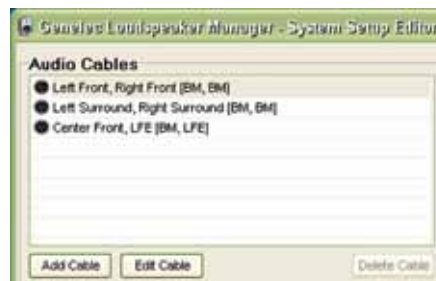 Genelec Loudspeaker Manager - System Setup Editor
Audio Cables
Left Front, Right Front [BM, BM]
Left Surround, Right Surround [BM, BM]
Center Front, LFE [BM, LFE]
Add Cable Edit Cable Delete Cable